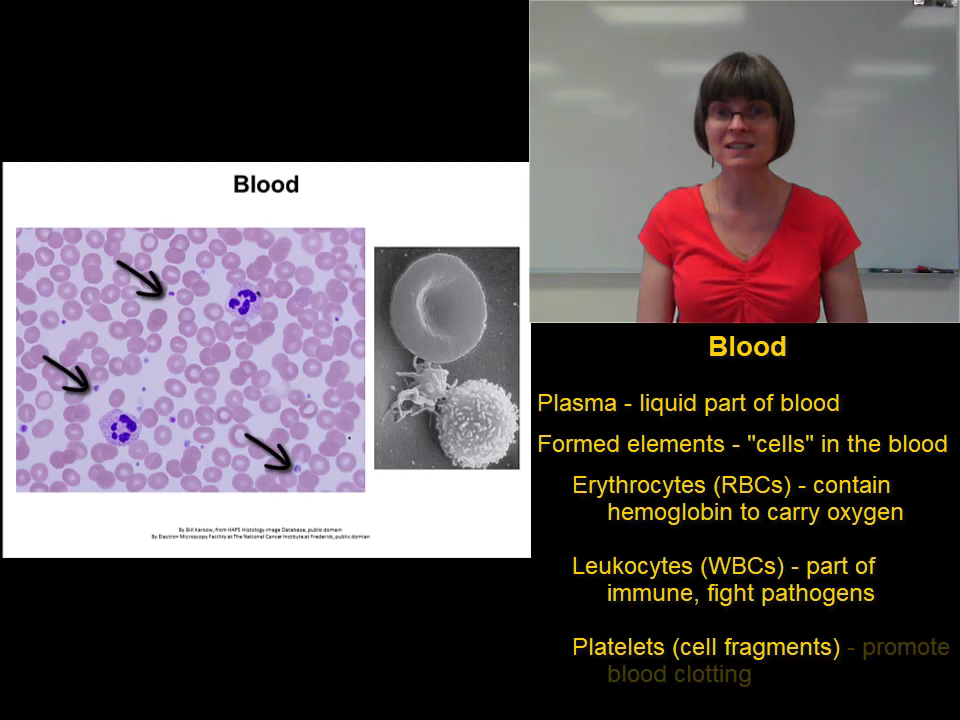 Blood
By Bill Karkow, from HAPS Histology Image Database, public domain
By Electron Microscopy Facility at The National Cancer Institute at Frederick, public domian
Blood
Plasma - liquid part of blood
Formed elements - "cells" in the blood
Erythrocytes (RBCs) - contain
hemoglobin to carry oxygen
Leukocytes (WBCs) - part of
immune, fight pathogens
Platelets (cell fragments) - promote
blood clotting